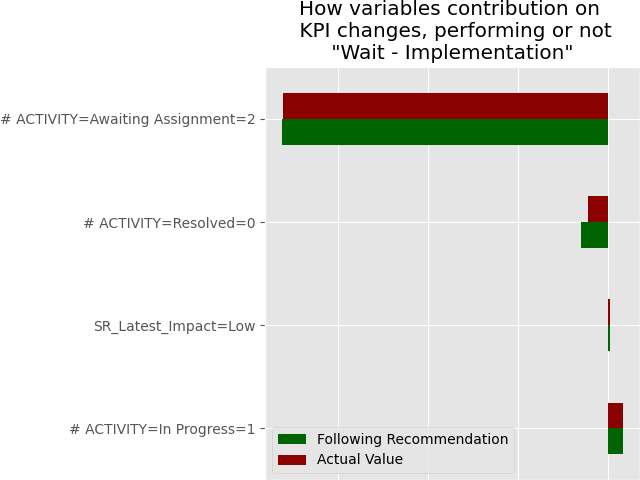 How variables contribution on
KPI changes, performing or not
"Wait - Implementation"
# ACTIVITY=Awaiting Assignment=2
# ACTIVITY=Resolved=0
SR_Latest_Impact=Low
# ACTIVITY=In Progress=1
Following Recommendation
Actual Value